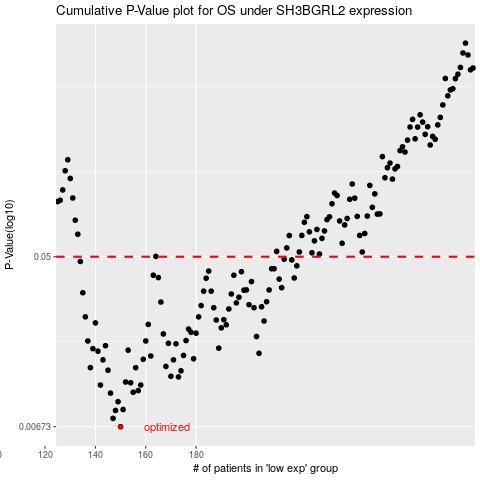 Cumulative P-Value plot for OS under SH3BGRL2 expression
P-Value(log10)
0.05
0.00673
optimized
0 120 140 160 180
# of patients in 'low exp' group